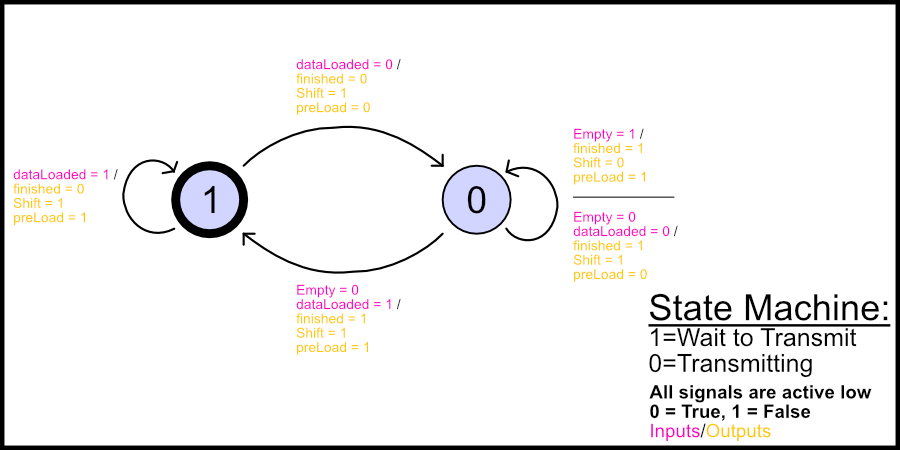 dataLoaded = 0 /
finished = 0
Shift = 1
preLoad = 0
dataLoaded = 1 /
finished = 0
Shift = 1
preLoad = 1
1
0
Empty = 1 /
finished = 1
Shift = 0
preLoad = 1
Empty = 0
dataLoaded = 0 /
finished = 1
Shift = 1
preLoad = 0
Empty = 0
dataLoaded = 1 /
finished = 1
Shift = 1
preLoad = 1
State Machine:
1=Wait to Transmit
0=Transmitting
All signals are active low
0 = True, 1 = False
Inputs/Outputs